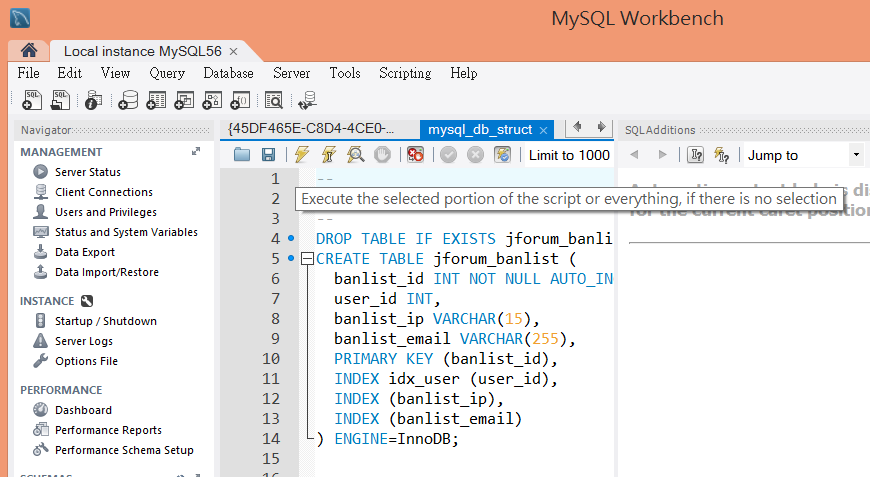 MySQL Workbench
Local instance MySQL56 ×
File Edit View Query Database Server Tools Scripting Help
Navigator
MANAGEMENT
Server Status
Client Connections
Users and Privileges
Status and System Variables
Data Export
Data Import/Restore
INSTANCE
Startup / Shutdown
Server Logs
Options File
PERFORMANCE
Dashboard
Performance Reports
Performance Schema Setup
{45DF465E-C8D4-4CE0-... mysql_db_struct ×
Limit to 1000
1 --
2
Execute the selected portion of the script or everything, if there is no selection
3 --
4 DROP TABLE IF EXISTS jforum_banli
5 CREATE TABLE jforum_banlist (
6 banlist_id INT NOT NULL AUTO_IN
7 user_id INT,
8 banlist_ip VARCHAR(15),
9 banlist_email VARCHAR(255),
10 PRIMARY KEY (banlist_id),
11 INDEX idx_user (user_id),
12 INDEX (banlist_ip),
13 INDEX (banlist_email)
14 ) ENGINE=InnoDB;
15
SQLAdditions
Jump to
for the current caret position